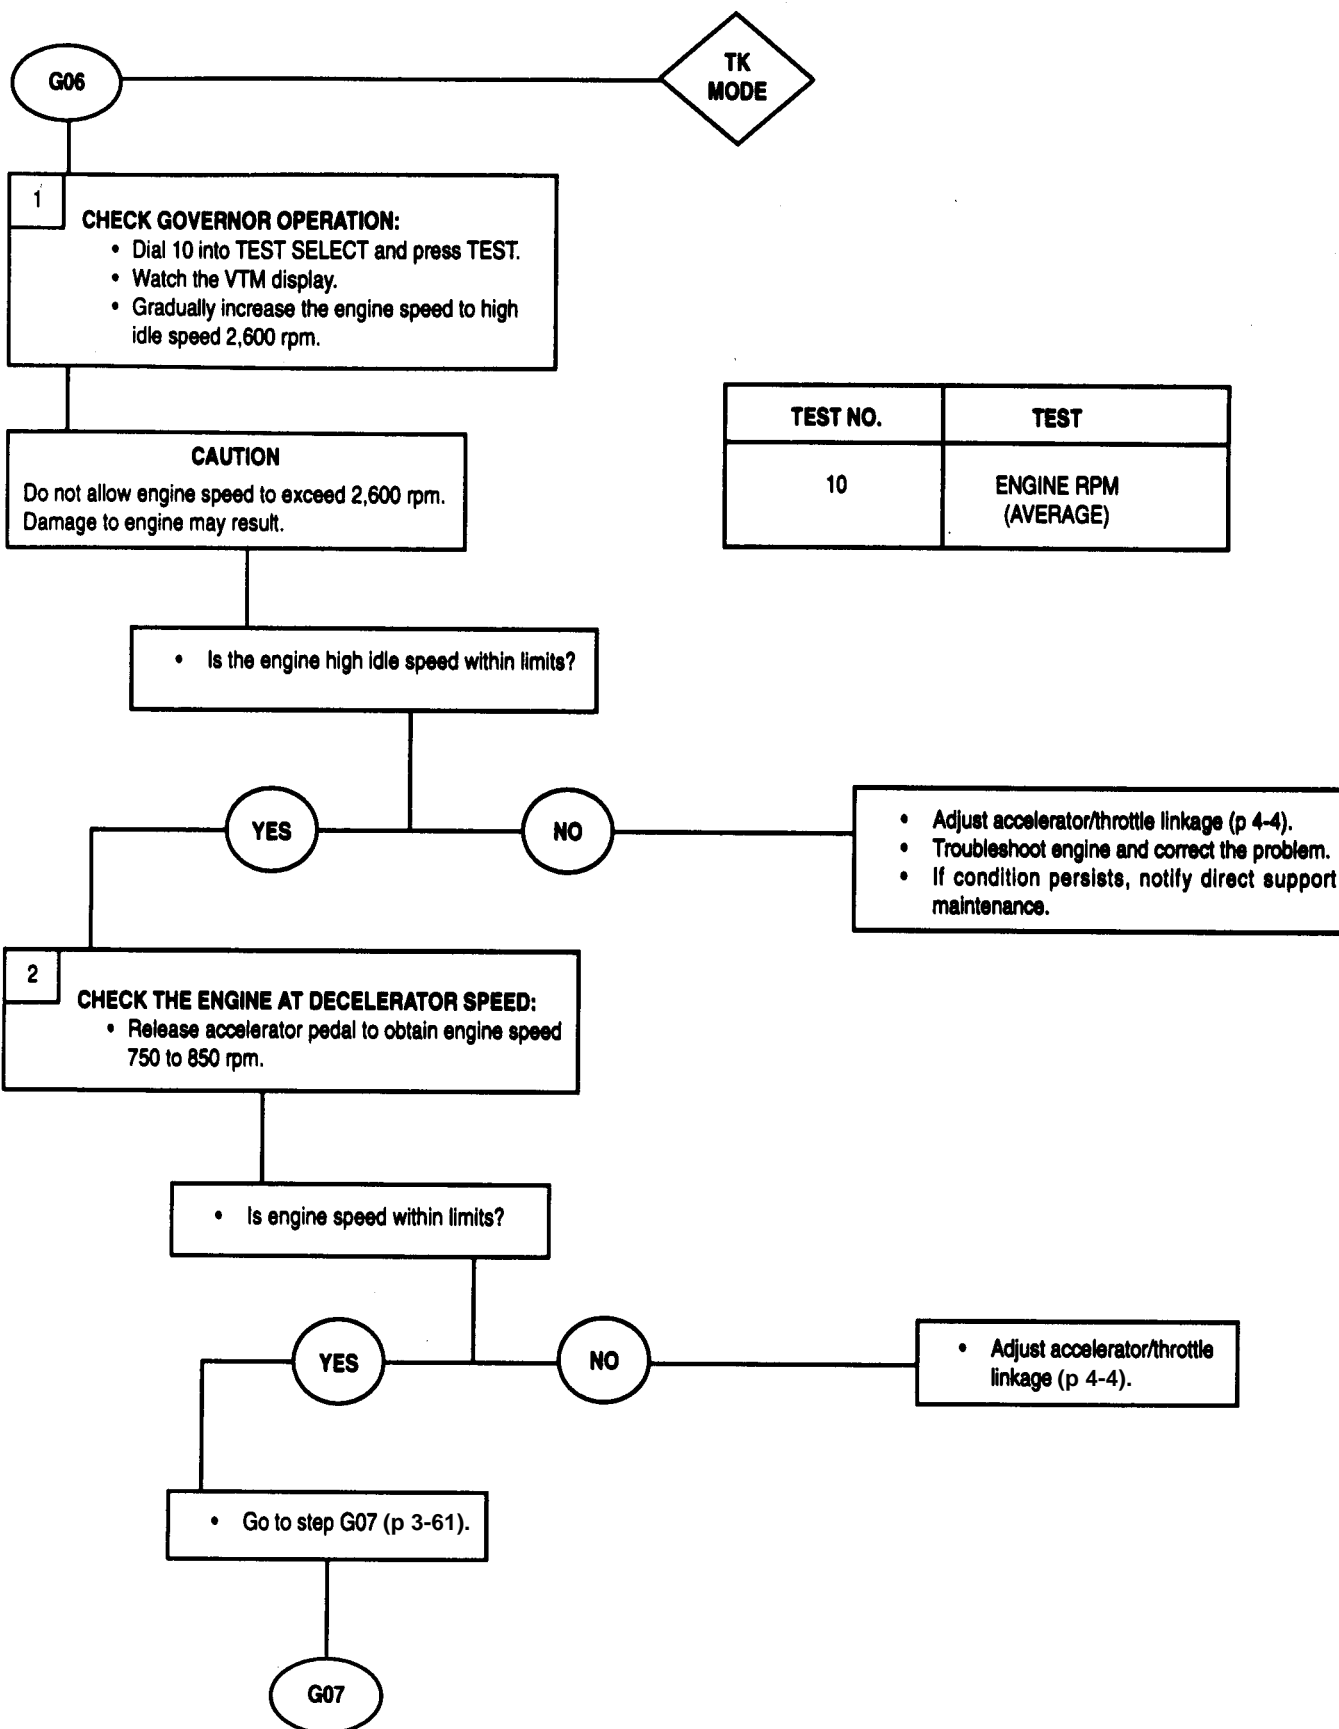 G06
TK
MODE
1
CHECK GOVERNOR OPERATION:
• Dial 10 into TEST SELECT and press TEST.
• Watch the VTM display.
• Gradually increase the engine speed to high
idle speed 2,600 rpm.
CAUTION
Do not allow engine speed to exceed 2,600 rpm.
Damage to engine may result.
TEST NO.
TEST
10
ENGINE RPM
(AVERAGE)
• Is the engine high idle speed within limits?
YES
NO
• Adjust accelerator/throttle linkage (p 4-4).
• Troubleshoot engine and correct the problem.
• If condition persists, notify direct support
maintenance.
2
CHECK THE ENGINE AT DECELERATOR SPEED:
• Release accelerator pedal to obtain engine speed
750 to 850 rpm.
• Is engine speed within limits?
YES
NO
• Adjust accelerator/throttle
linkage (p 4-4).
• Go to step G07 (p 3-61).
G07